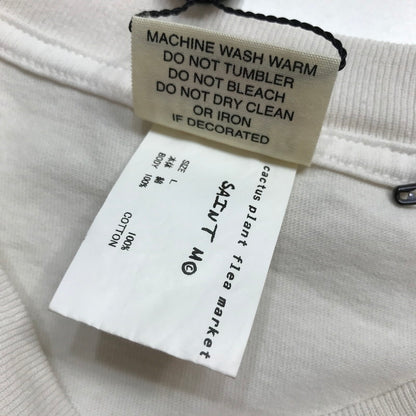 MACHINE WASH WARM
DO NOT TUMBLER
DO NOT BLEACH
DO NOT DRY CLEAN
OR IRON
IF DECORATED
cactus plant flea market
SAINT M©
SIZE L
本体 綿 100%
BODY 100%
COTTON